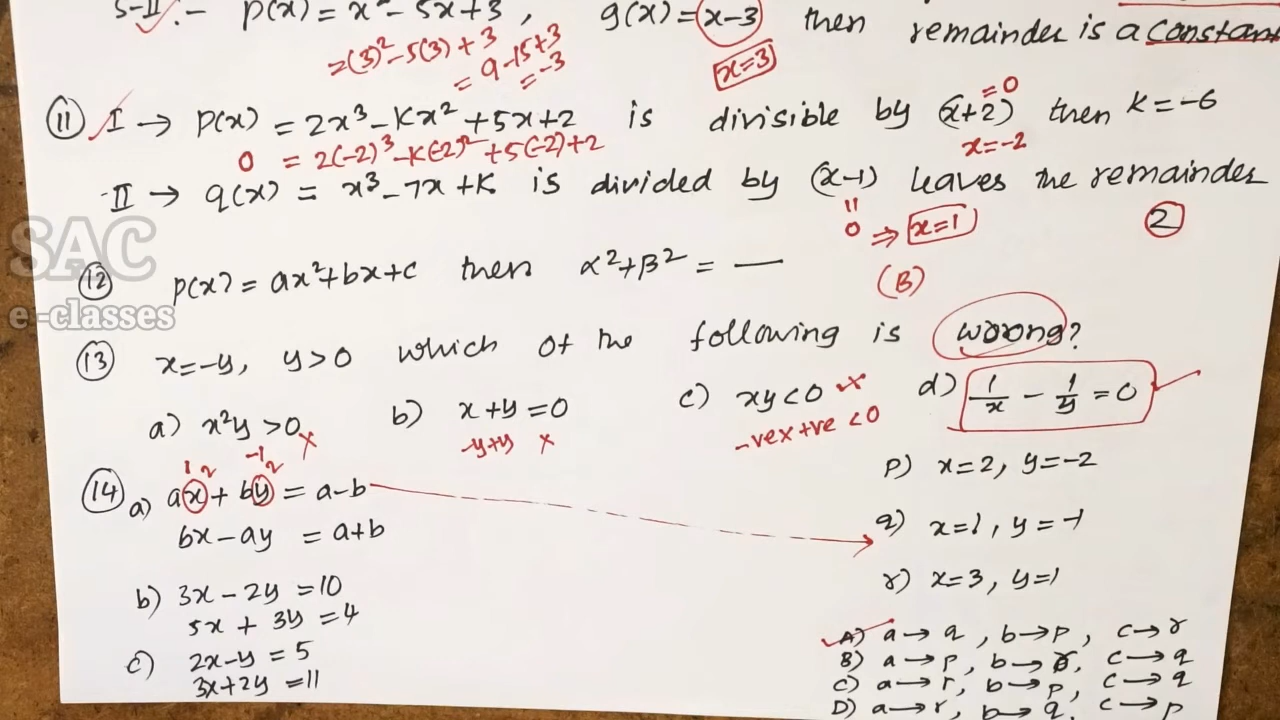 S-II :- p(x) = x² - 5x + 3 , g(x) = x-3 then remainder is a constant
= (3)² - 5(3) + 3
= 9 - 15 + 3
= -3
x=3
11 I → p(x) = 2x³ - Kx² + 5x + 2 is divisible by (x+2) then K = -6
= 0
0 = 2(-2)³ - K(-2)² + 5(-2) + 2
x = -2
II → q(x) = x³ - 7x + K is divided by (x-1) leaves the remainder
2
0 ⇒ x=1
12 p(x) = ax² + bx + c then α² + β² = —
(B)
13 x = -y, y > 0 which of the following is wrong?
a) x²y > 0 ×
b) x + y = 0
-y+y ×
c) xy < 0 ×
-ve x +ve < 0
d) 1/x - 1/y = 0
14 a) ax + by = a - b
1 2 -1 2
bx - ay = a + b
b) 3x - 2y = 10
5x + 3y = 4
c) 2x - y = 5
3x + 2y = 11
p) x = 2, y = -2
q) x = 1, y = -1
r) x = 3, y = 1
A) a → q , b → p , c → r
B) a → p , b → r, c → q
C) a → r, b → p, c → q
D) a → r, b → q, c → p
SAC
e-classes